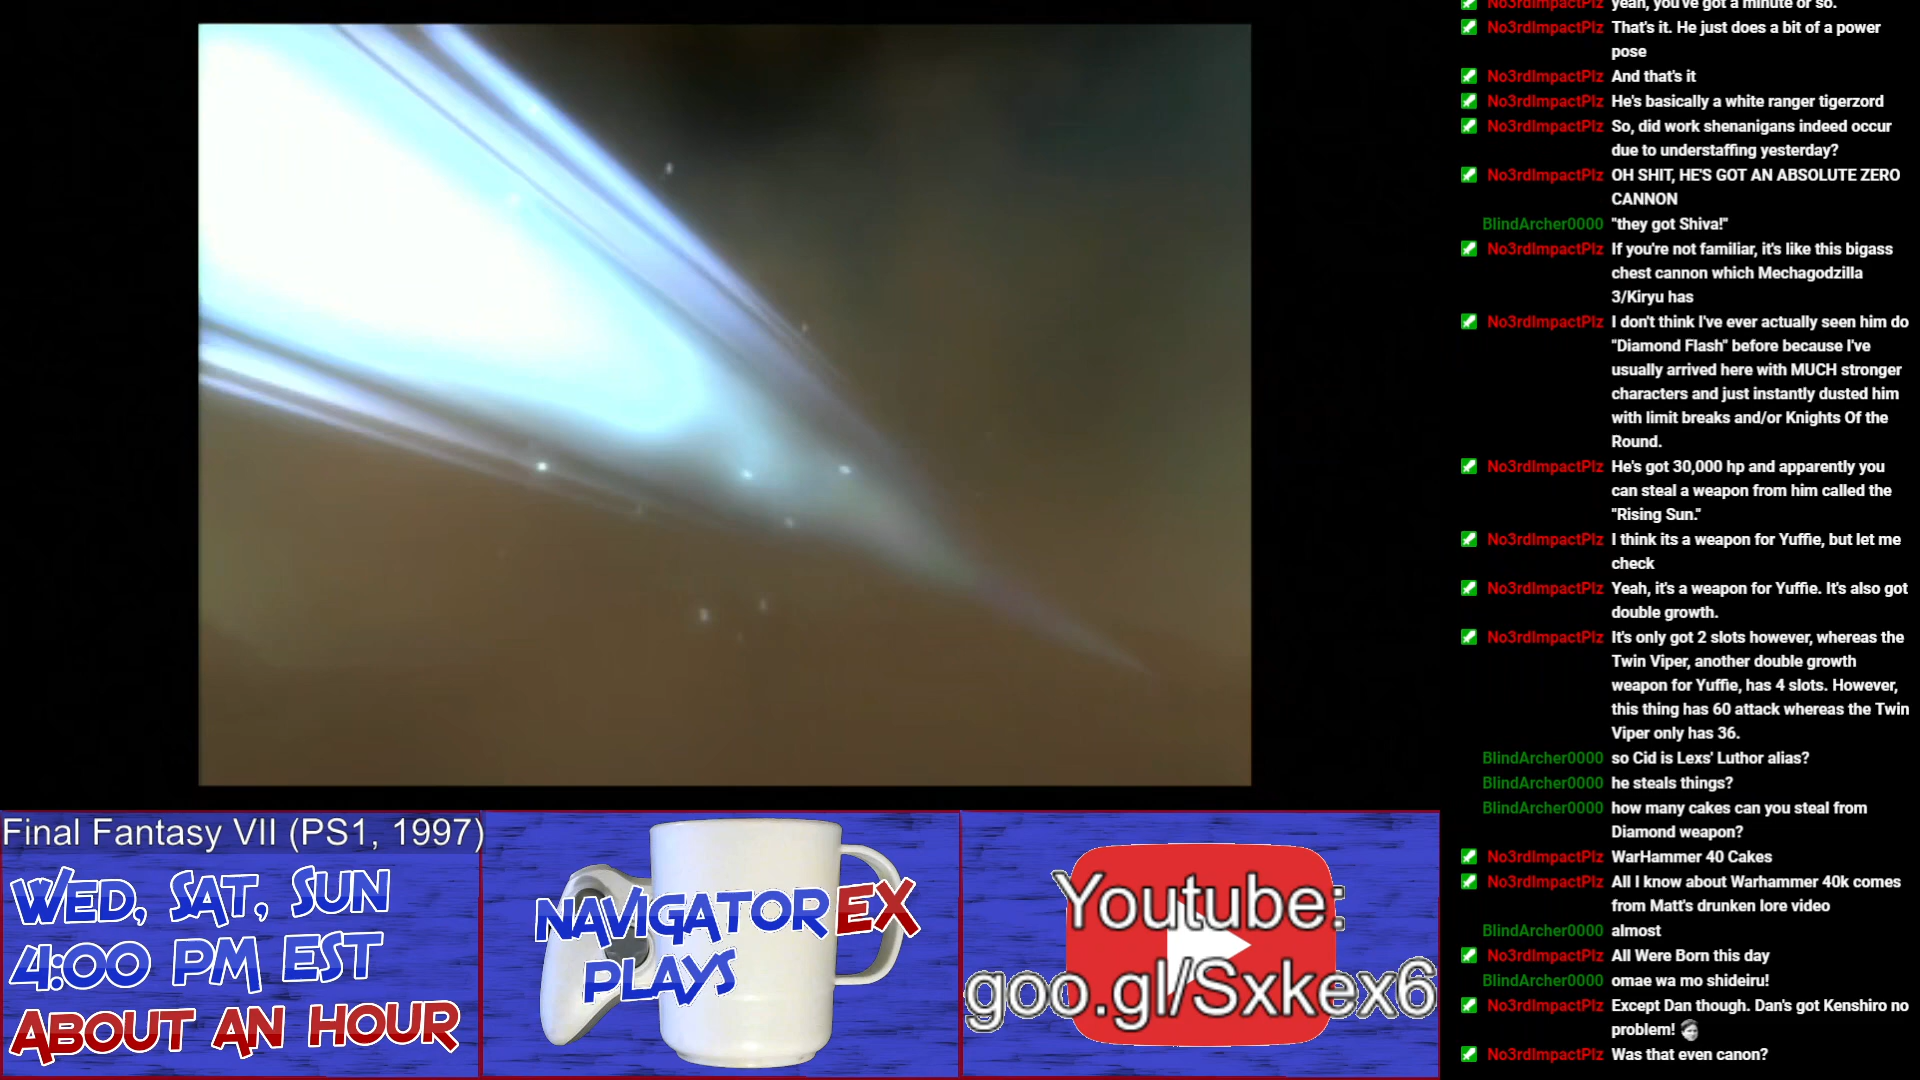 No3rdImpactPlz yeah, you've got a minute or so.
No3rdImpactPlz That's it. He just does a bit of a power
pose
No3rdImpactPlz And that's it
No3rdImpactPlz He's basically a white ranger tigerzord
No3rdImpactPlz So, did work shenanigans indeed occur
due to understaffing yesterday?
No3rdImpactPlz OH SHIT, HE'S GOT AN ABSOLUTE ZERO
CANNON
BlindArcher0000 "they got Shiva!"
No3rdImpactPlz If you're not familiar, it's like this bigass
chest cannon which Mechagodzilla
3/Kiryu has
No3rdImpactPlz I don't think I've ever actually seen him do
"Diamond Flash" before because I've
usually arrived here with MUCH stronger
characters and just instantly dusted him
with limit breaks and/or Knights Of the
Round.
No3rdImpactPlz He's got 30,000 hp and apparently you
can steal a weapon from him called the
"Rising Sun."
No3rdImpactPlz I think its a weapon for Yuffie, but let me
check
No3rdImpactPlz Yeah, it's a weapon for Yuffie. It's also got
double growth.
No3rdImpactPlz It's only got 2 slots however, whereas the
Twin Viper, another double growth
weapon for Yuffie, has 4 slots. However,
this thing has 60 attack whereas the Twin
Viper only has 36.
BlindArcher0000 so Cid is Lexs' Luthor alias?
BlindArcher0000 he steals things?
BlindArcher0000 how many cakes can you steal from
Diamond weapon?
No3rdImpactPlz WarHammer 40 Cakes
No3rdImpactPlz All I know about Warhammer 40k comes
from Matt's drunken lore video
BlindArcher0000 almost
No3rdImpactPlz All Were Born this day
BlindArcher0000 omae wa mo shideiru!
No3rdImpactPlz Except Dan though. Dan's got Kenshiro no
problem!
No3rdImpactPlz Was that even canon?
Final Fantasy VII (PS1, 1997)
WED, SAT, SUN
4:00 PM EST
ABOUT AN HOUR
NAVIGATOREX
PLAYS
Youtube:
goo.gl/Sxkex6